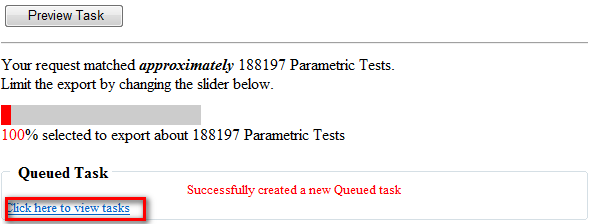 Preview Task
Your request matched approximately 188197 Parametric Tests.
Limit the export by changing the slider below.
100% selected to export about 188197 Parametric Tests
Queued Task
Successfully created a new Queued task
Click here to view tasks